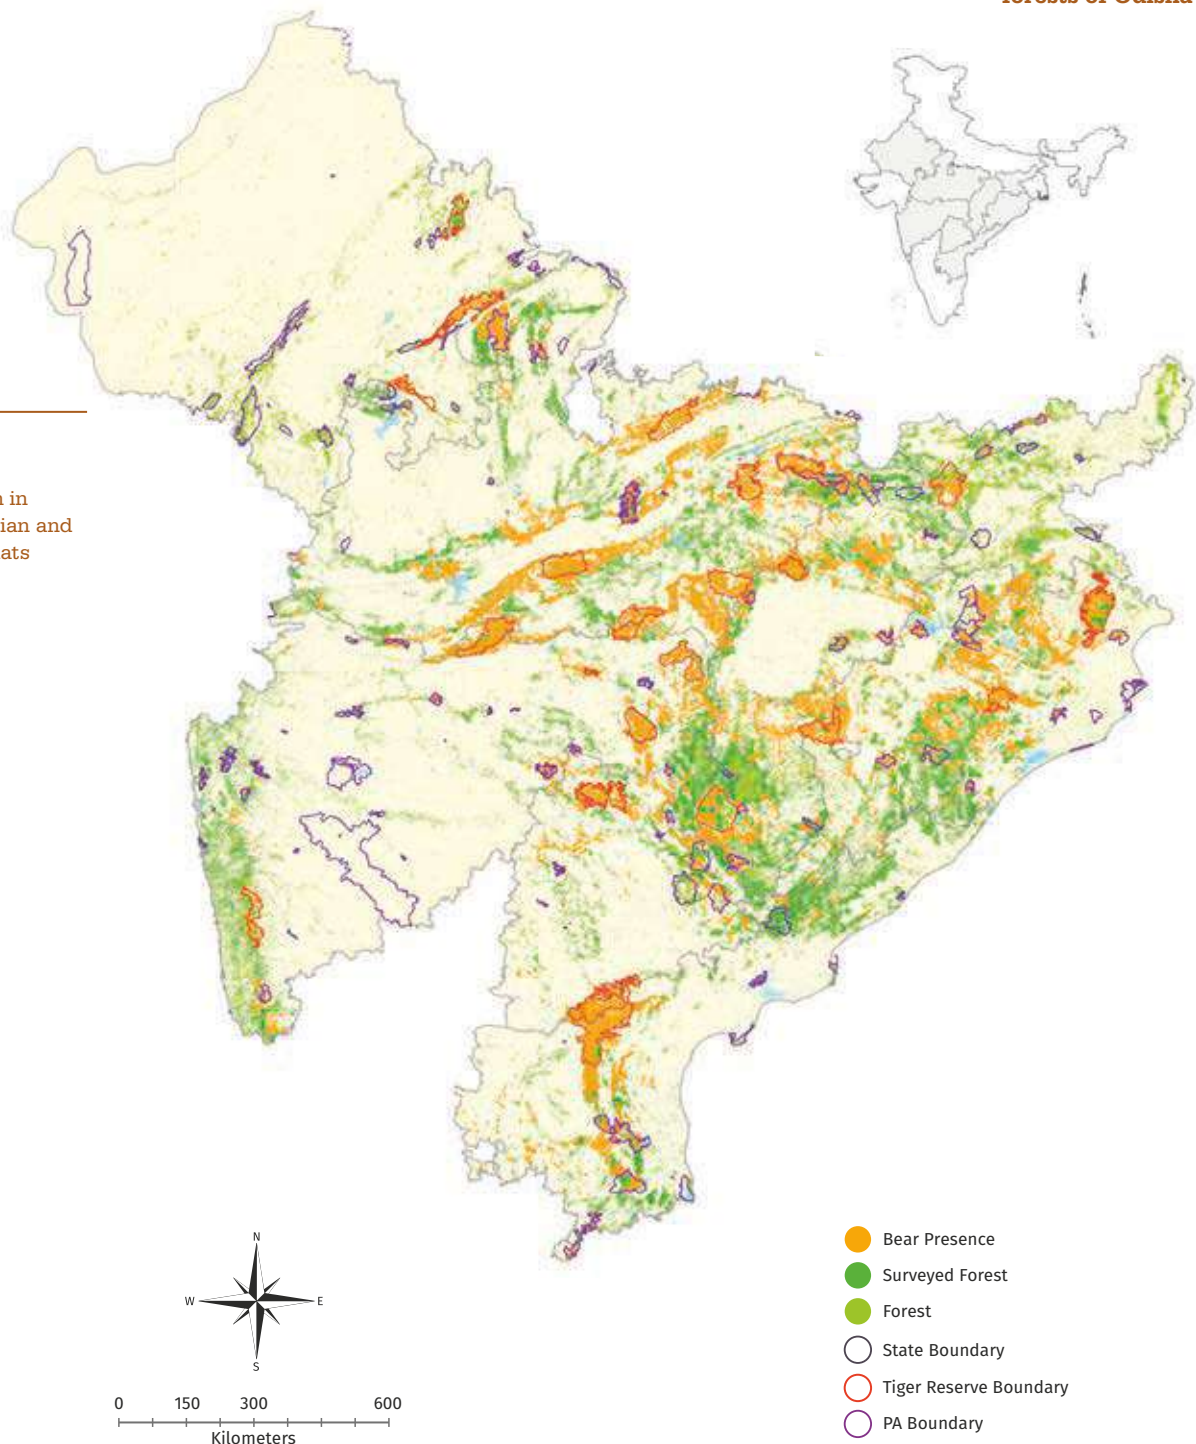 forests of Odisha
n in
ian and
ats
N
W
E
S
0 150 300 600
Kilometers
Bear Presence
Surveyed Forest
Forest
State Boundary
Tiger Reserve Boundary
PA Boundary